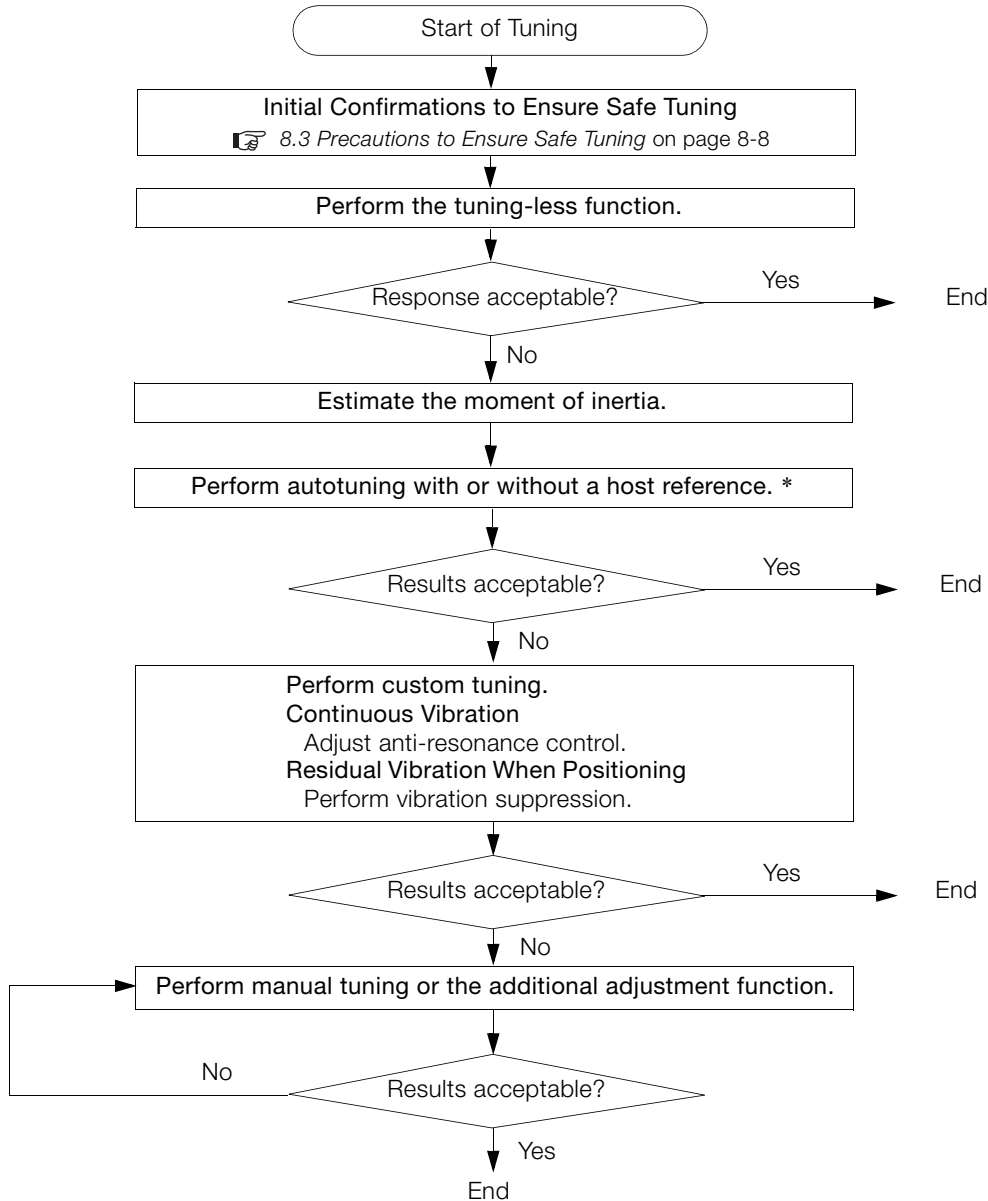 Start of Tuning
Initial Confirmations to Ensure Safe Tuning
8.3 Precautions to Ensure Safe Tuning on page 8-8
Perform the tuning-less function.
Response acceptable?
Yes
End
No
Estimate the moment of inertia.
Perform autotuning with or without a host reference. *
Results acceptable?
Yes
End
No
Perform custom tuning.
Continuous Vibration
Adjust anti-resonance control.
Residual Vibration When Positioning
Perform vibration suppression.
Results acceptable?
Yes
End
No
Perform manual tuning or the additional adjustment function.
No
Results acceptable?
Yes
End